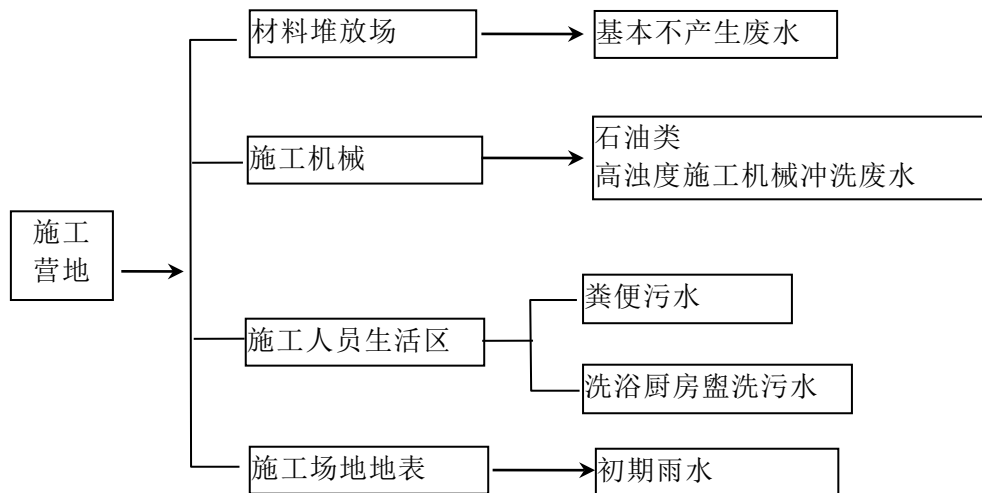 材料堆放场
基本不产生废水
施工机械
石油类
高浊度施工机械冲洗废水
施工
营地
粪便污水
施工人员生活区
洗浴厨房盥洗污水
施工场地地表
初期雨水